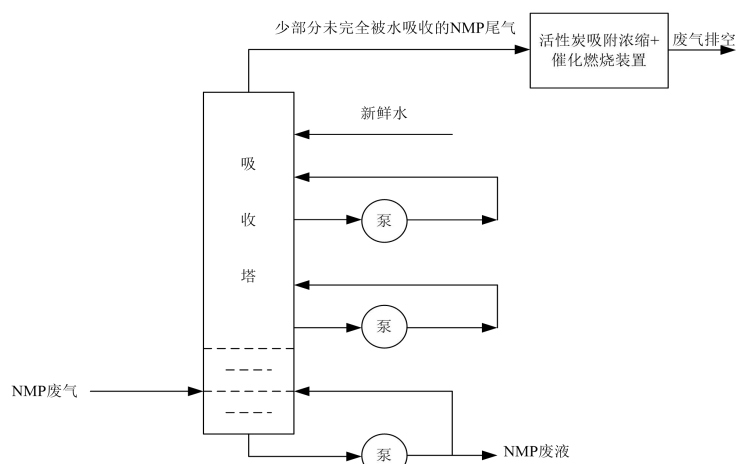 少部分未完全被水吸收的NMP尾气
活性炭吸附浓缩+
催化燃烧装置
废气排空
新鲜水
吸
收
塔
泵
泵
NMP废气
泵
NMP废液